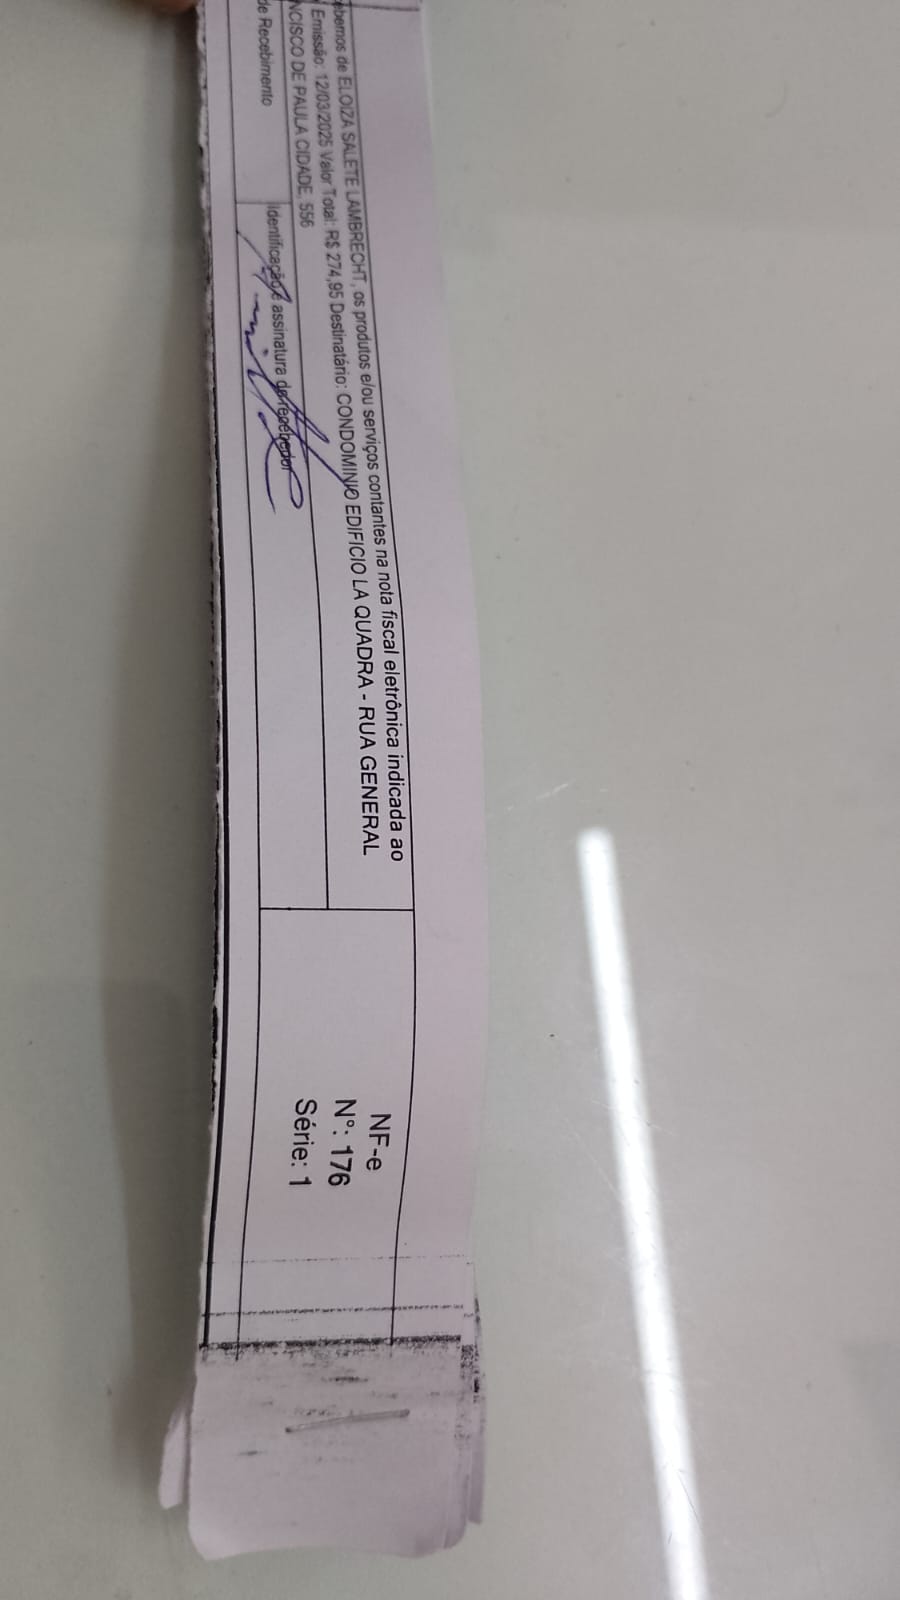 ebemos de ELOIZA SALETE LAMBRECHT, os produtos e/ou serviços contantes na nota fiscal eletrônica indicada ao
Emissão: 12/03/2025 Valor Total: R$ 274,95 Destinatário: CONDOMINIO EDIFICIO LA QUADRA - RUA GENERAL
NCISCO DE PAULA CIDADE, 556
de Recebimento
Identificação e assinatura do recebedor
NF-e
Nº: 176
Série: 1